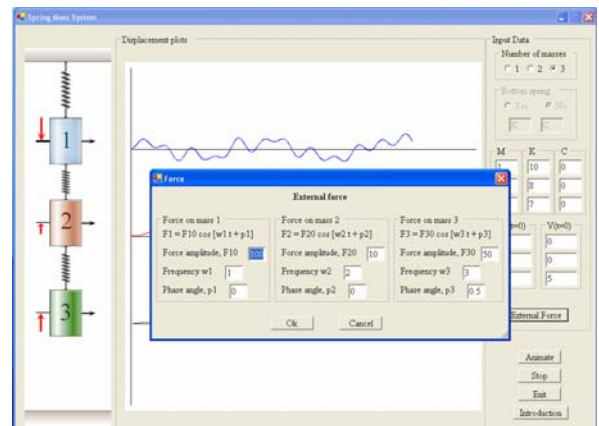 Spring Mass System
Displacement plots
Input Data
Number of masses
1 2 3
Bottom spring
Yes No
K C
M K C
1 10 0
8 0
7 0
(t=0) V(t=0)
0
0
5
External Force
Animate
Stop
Exit
Introduction
1
2
3
Force
External force
Force on mass 1
F1 = F10 cos [w1 t + p1]
Force amplitude, F10 100
Frequency w1 1
Phase angle, p1 0
Force on mass 2
F2 = F20 cos [w2 t + p2]
Force amplitude, F20 10
Frequency w2 2
Phase angle, p2 0
Force on mass 3
F3 = F30 cos [w3 t + p3]
Force amplitude, F30 50
Frequency w3 3
Phase angle, p3 0.5
Ok Cancel